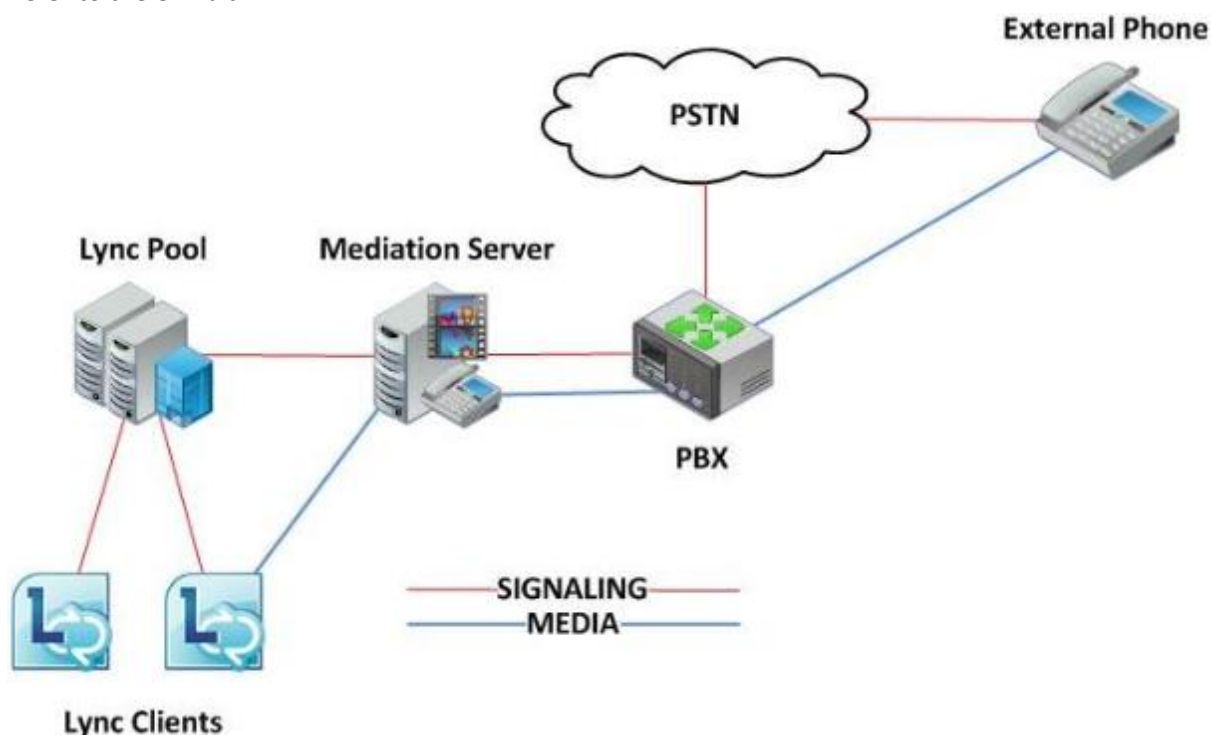 External Phone
PSTN
Lync Pool
Mediation Server
PBX
SIGNALING
MEDIA
Lync Clients